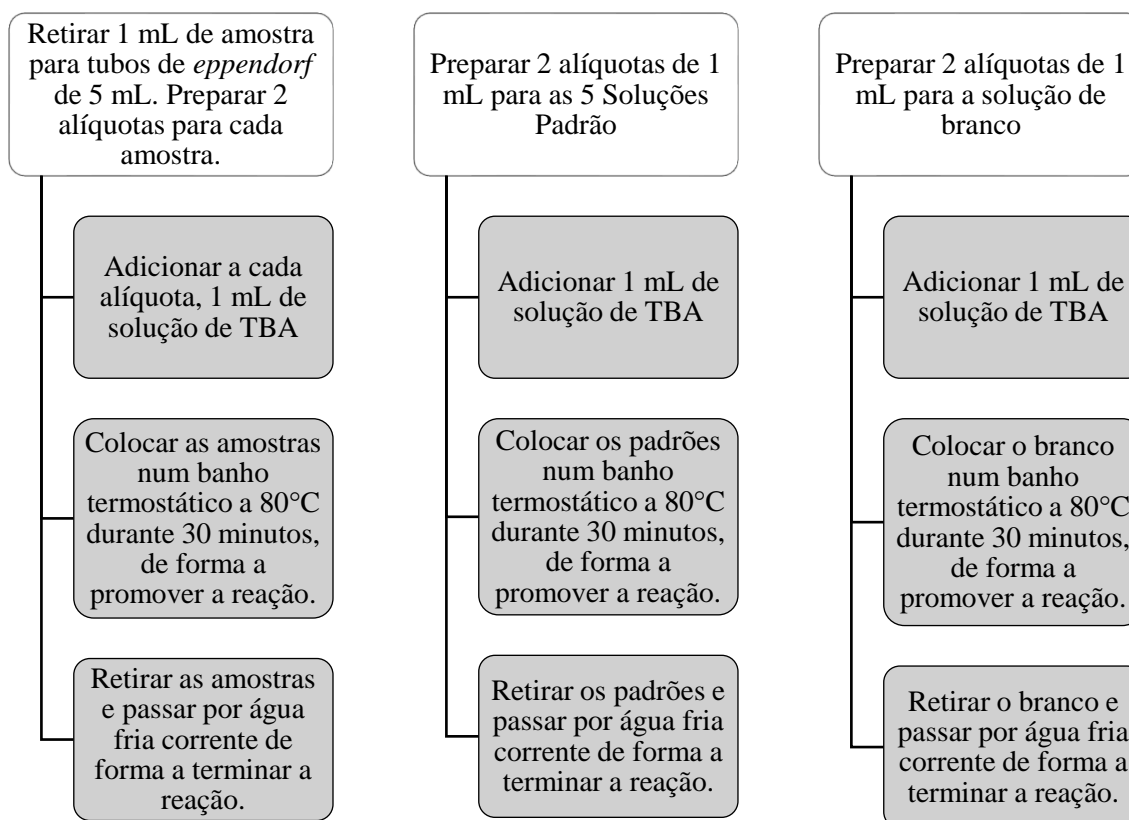 Retirar 1 mL de amostra
para tubos de eppendorf
de 5 mL. Preparar 2
alíquotas para cada
amostra.
Adicionar a cada
alíquota, 1 mL de
solução de TBA
Colocar as amostras
num banho
termostático a 80°C
durante 30 minutos,
de forma a
promover a reação.
Retirar as amostras
e passar por água
fria corrente de
forma a terminar a
reação.
Preparar 2 alíquotas de 1
mL para as 5 Soluções
Padrão
Adicionar 1 mL de
solução de TBA
Colocar os padrões
num banho
termostático a 80°C
durante 30 minutos,
de forma a
promover a reação.
Retirar os padrões e
passar por água fria
corrente de forma a
terminar a reação.
Preparar 2 alíquotas de 1
mL para a solução de
branco
Adicionar 1 mL de
solução de TBA
Colocar o branco
num banho
termostático a 80°C
durante 30 minutos,
de forma a
promover a reação.
Retirar o branco e
passar por água fria
corrente de forma a
terminar a reação.